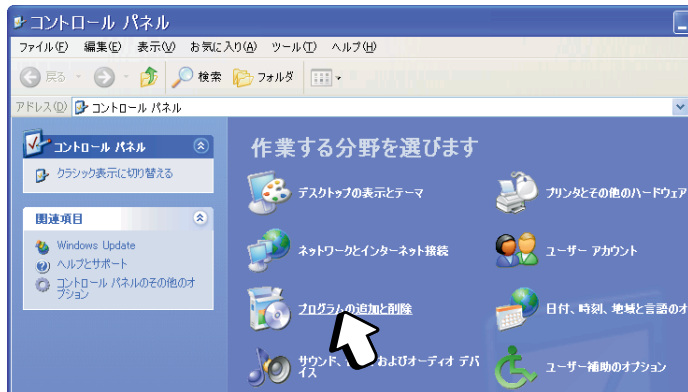 コントロール パネル
ファイル(F) 編集(E) 表示(V) お気に入り(A) ツール(T) ヘルプ(H)
戻る 検索 フォルダ
アドレス(D) コントロール パネル
コントロール パネル
クラシック表示に切り替える
関連項目
Windows Update
ヘルプとサポート
コントロール パネルのその他のオ
プション
作業する分野を選びます
デスクトップの表示とテーマ
プリンタとその他のハードウェア
ネットワークとインターネット接続
ユーザー アカウント
プログラムの追加と削除
日付、時刻、地域と言語のオ
サウンド、 およびオーディオ デバ
イス
ユーザー補助のオプション